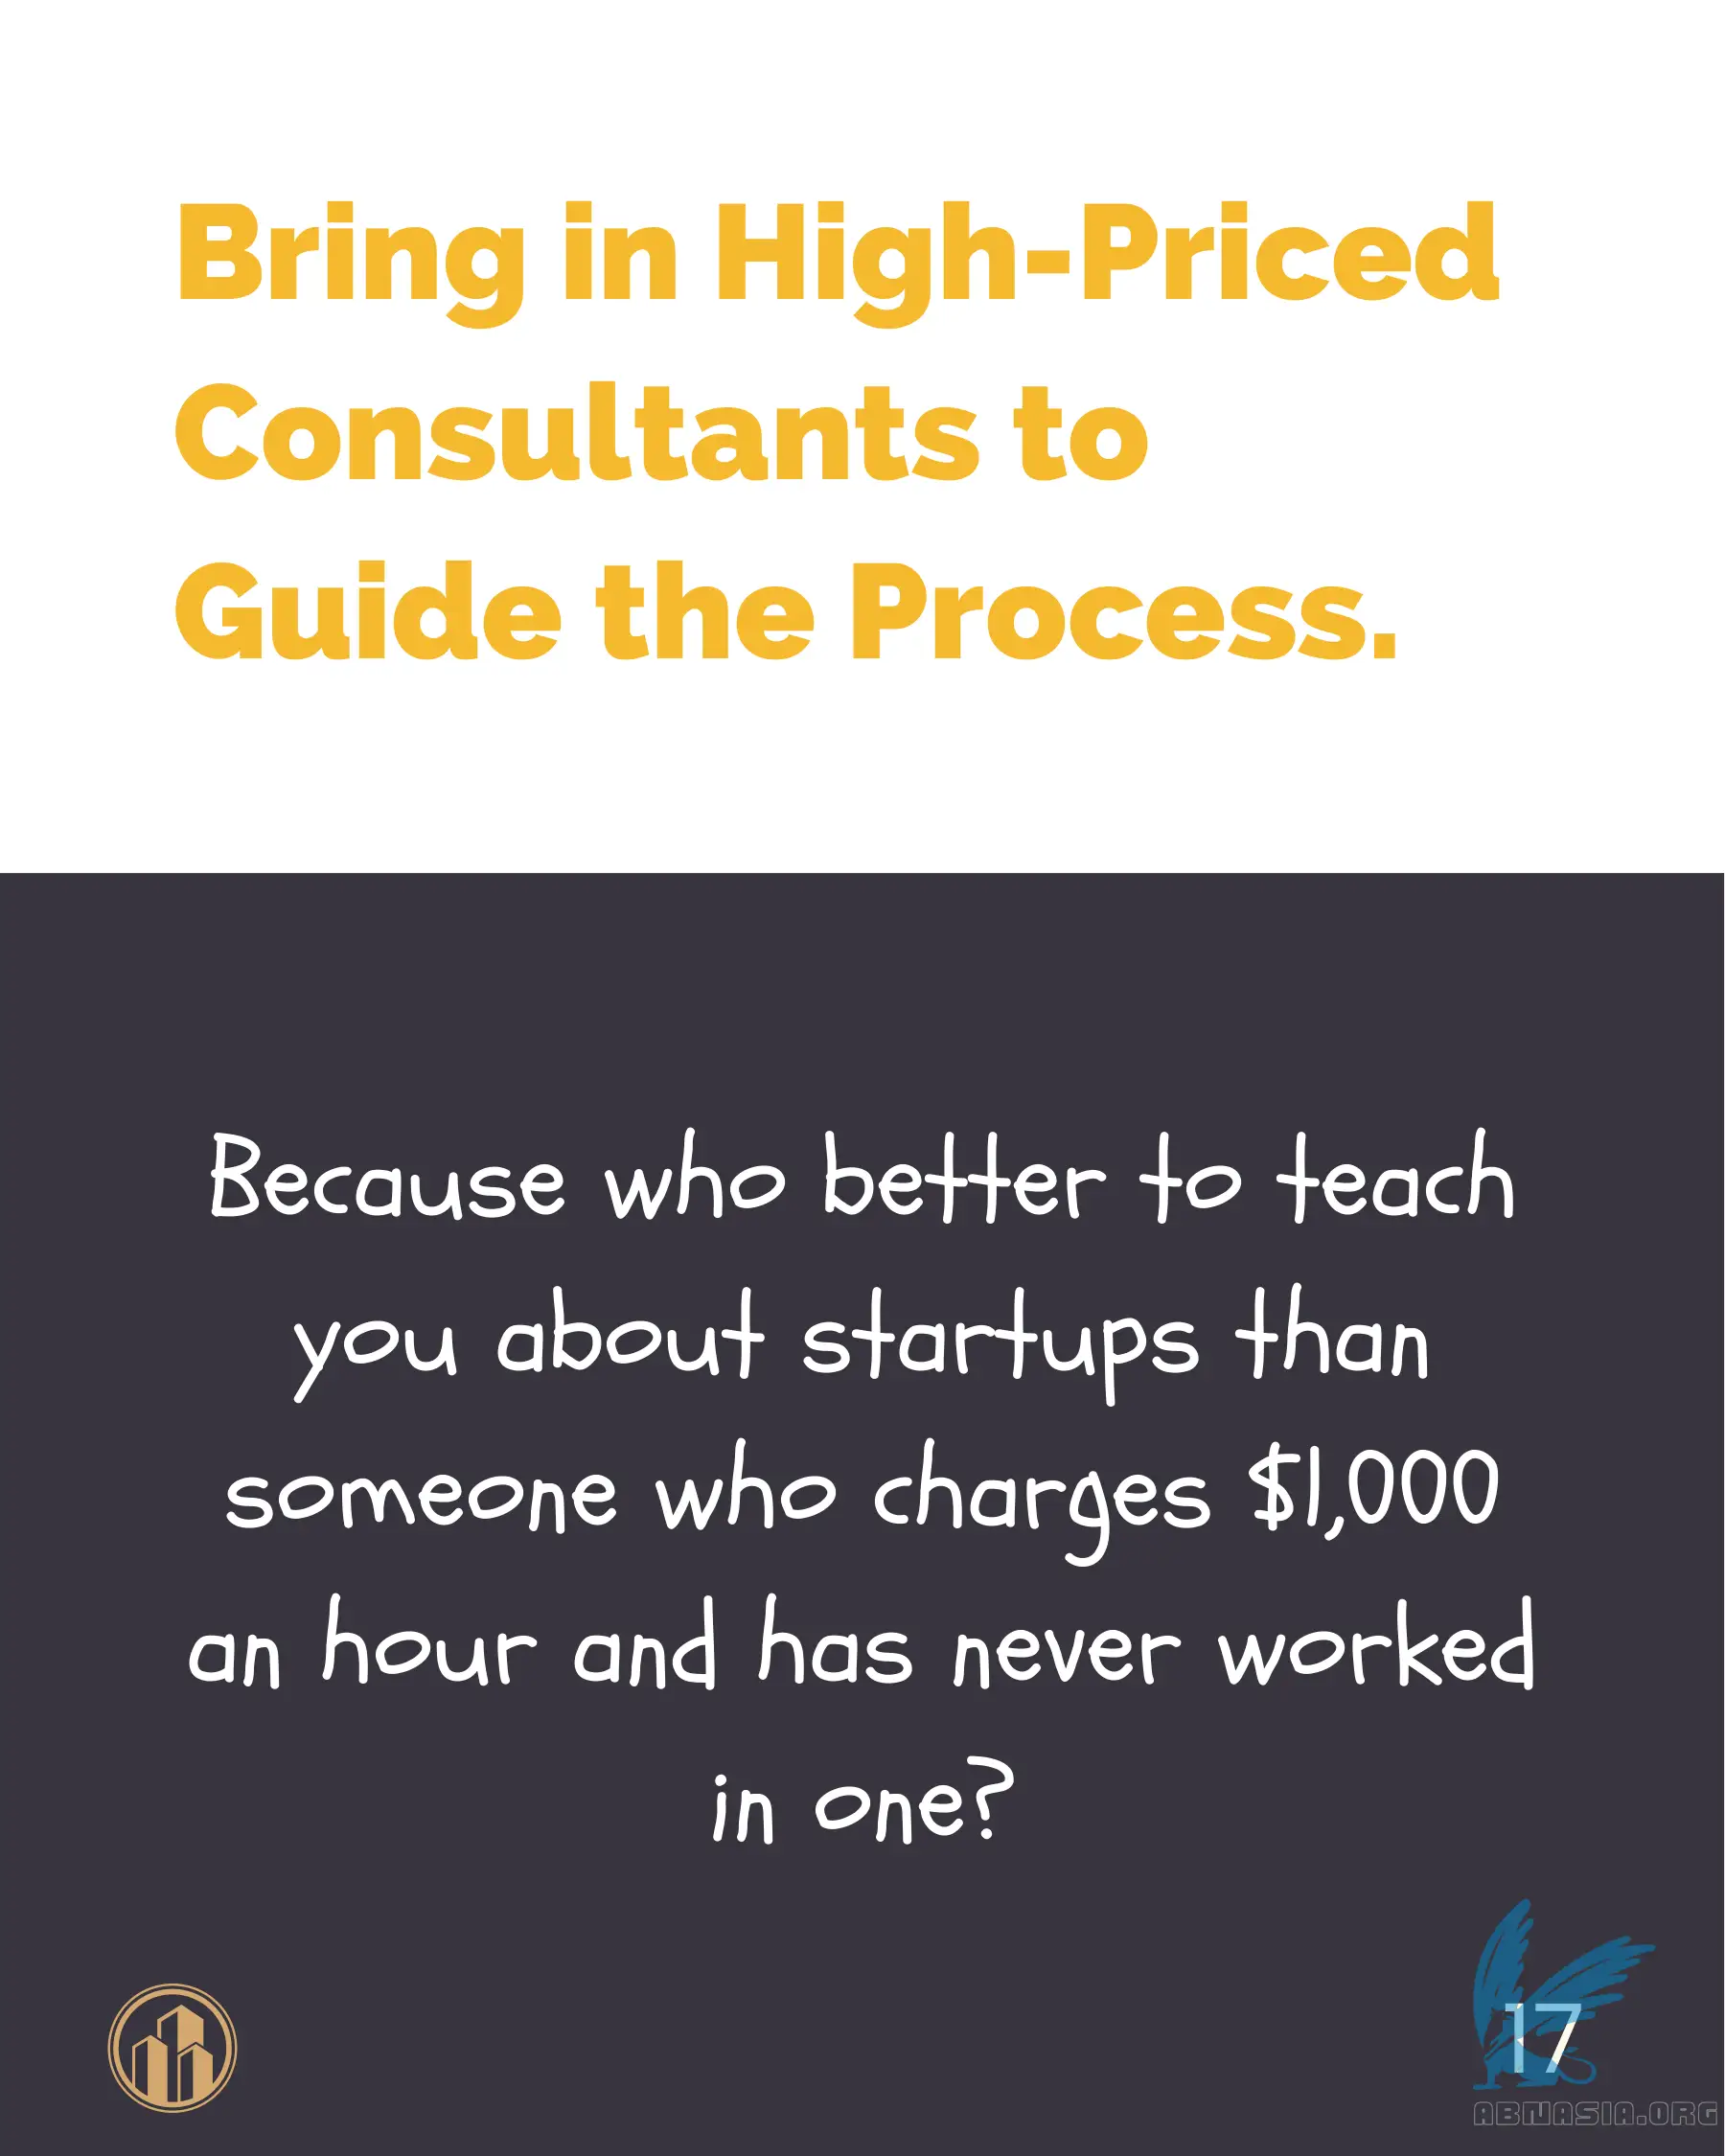 Bring in High-Priced
Consultants to
Guide the Process.
Because who better to teach
you about startups than
someone who charges $1,000
an hour and has never worked
in one?
17
ABNASIA.ORG